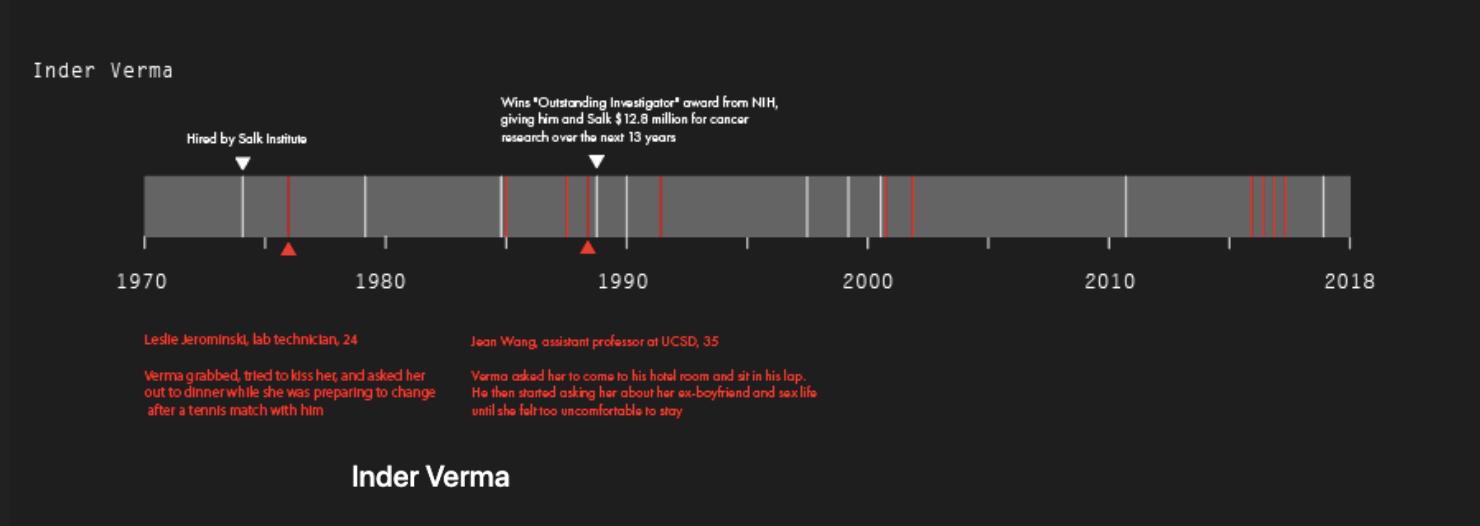 Inder Verma
Wins "Outstanding Investigator" award from NIH,
giving him and Salk $12.8 million for cancer
research over the next 13 years
Hired by Salk Institute
1970
1980
1990
2000
2010
2018
Leslie Jerominski, lab technician, 24
Verma grabbed, tried to kiss her, and asked her
out to dinner while she was preparing to change
after a tennis match with him
Jean Wang, assistant professor at UCSD, 35
Verma asked her to come to his hotel room and sit in his lap.
He then started asking her about her ex-boyfriend and sex life
until she felt too uncomfortable to stay
Inder Verma